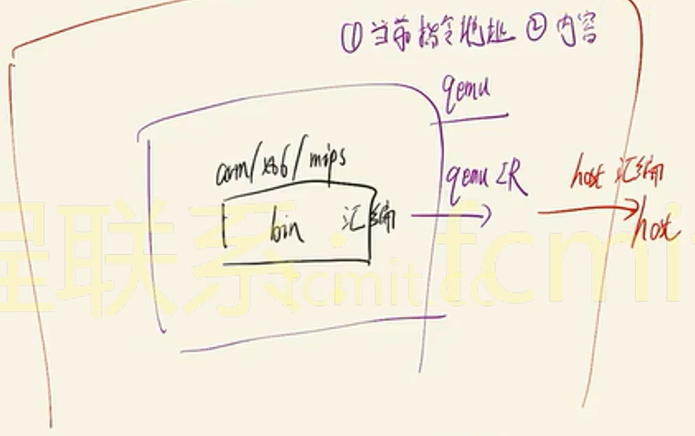 ① 当前指令地址 ② 内容
qemu
arm/x86/mips
qemu IR
host 汇编
bin 汇编
host
程联系：fcmit
fcmit.cc